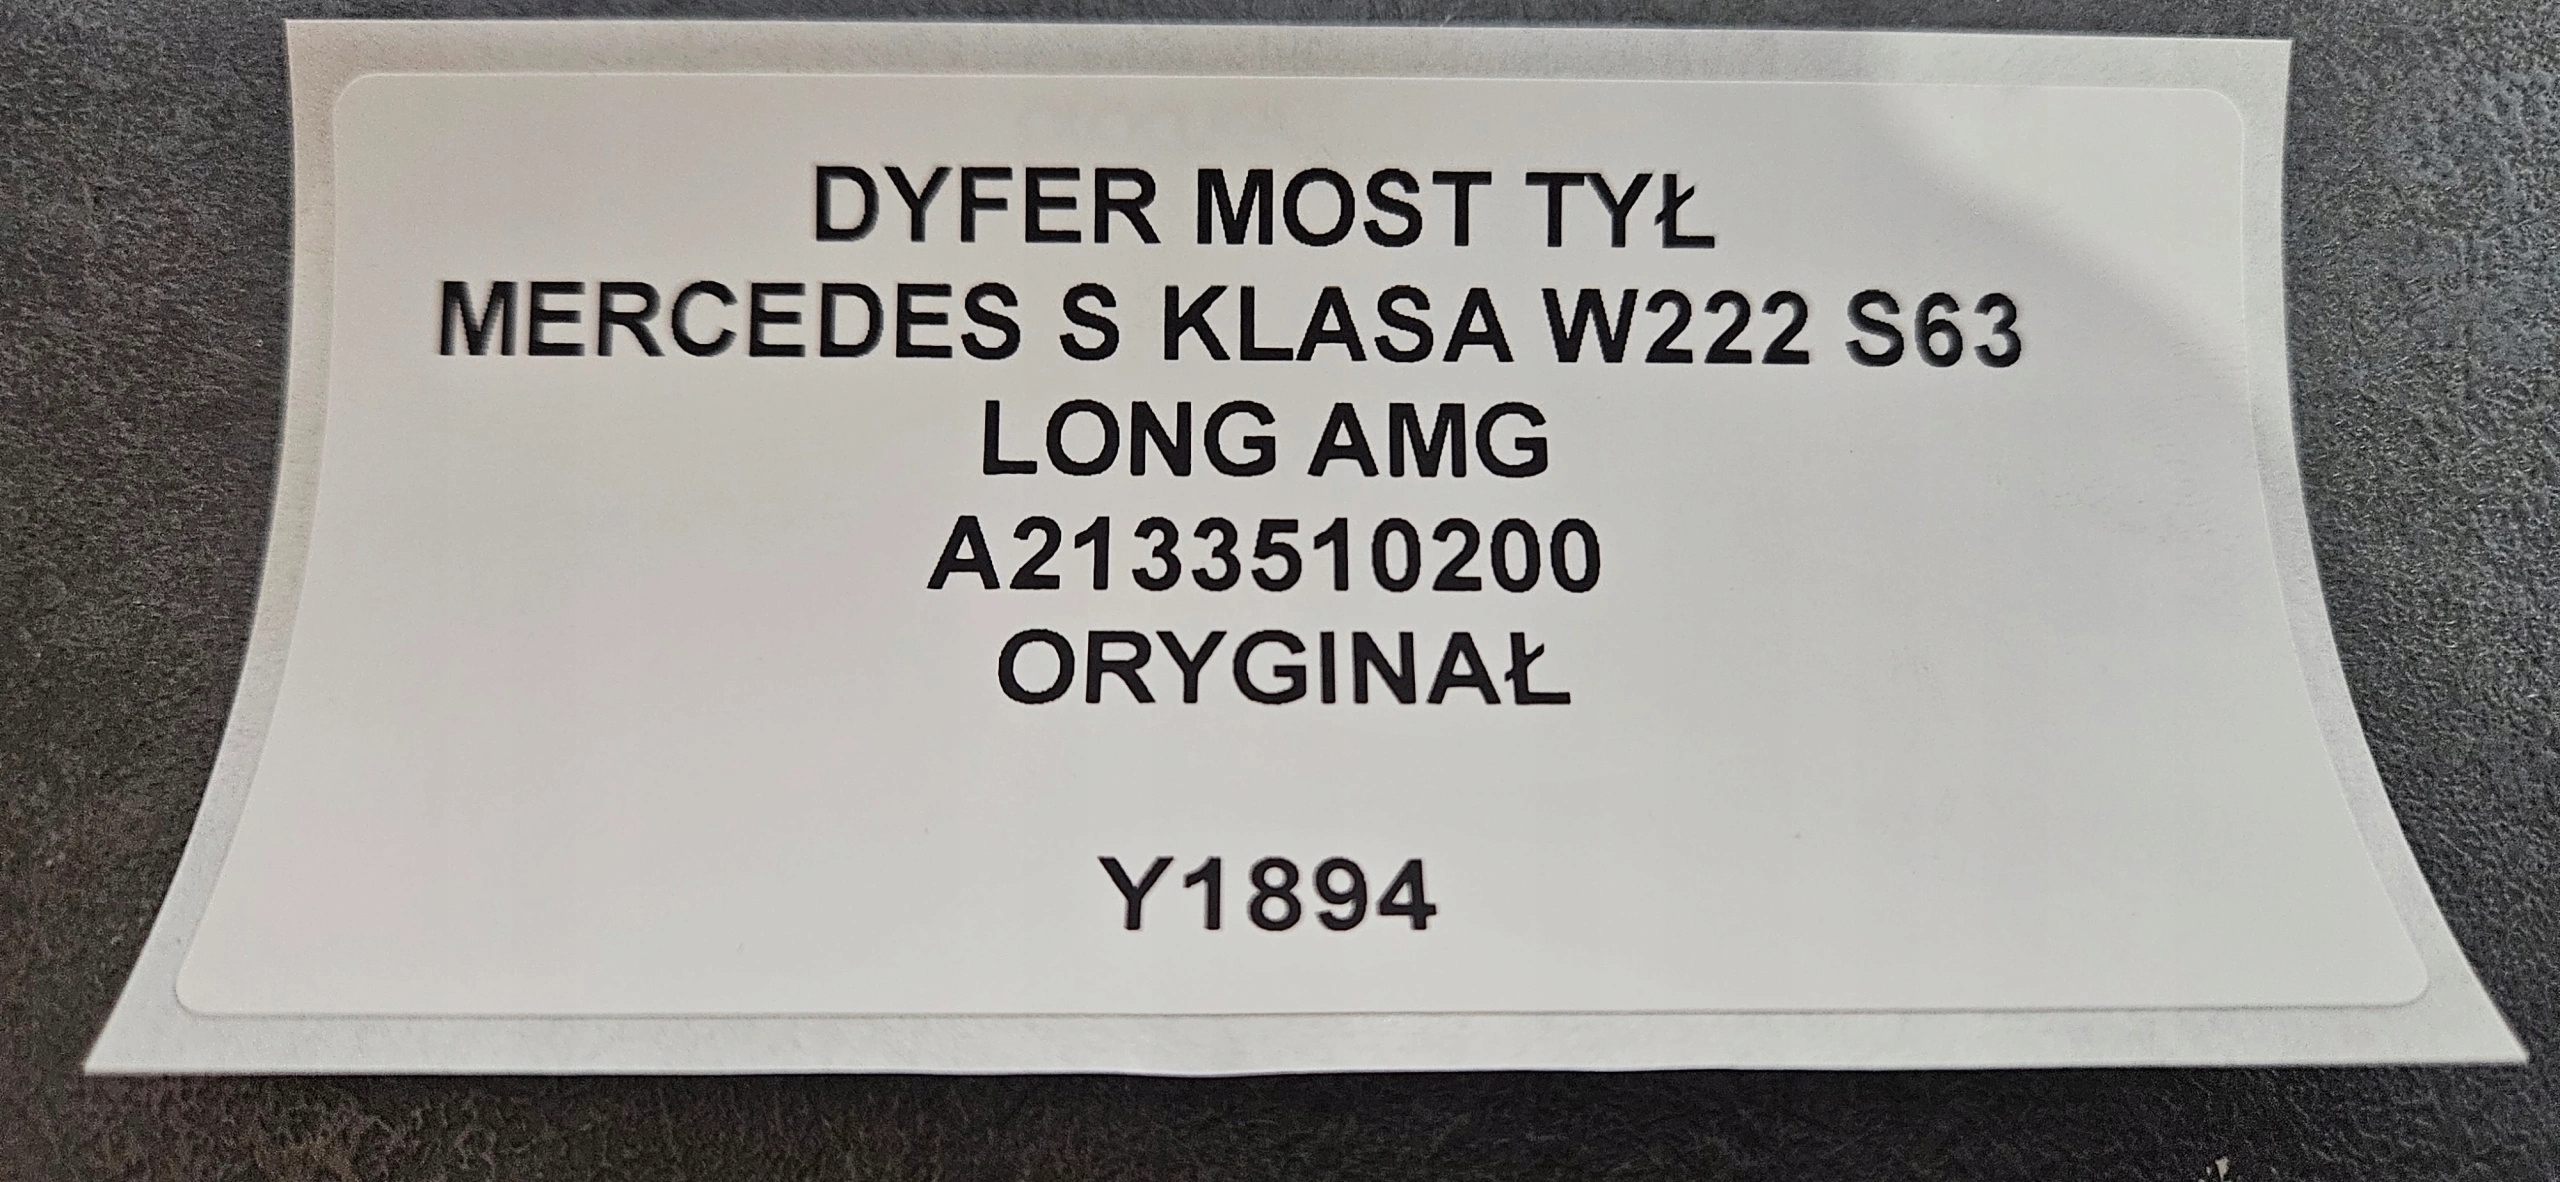 DYFER MOST TYŁ
MERCEDES S KLASA W222 S63
LONG AMG
A2133510200
ORYGINAŁ
Y1894